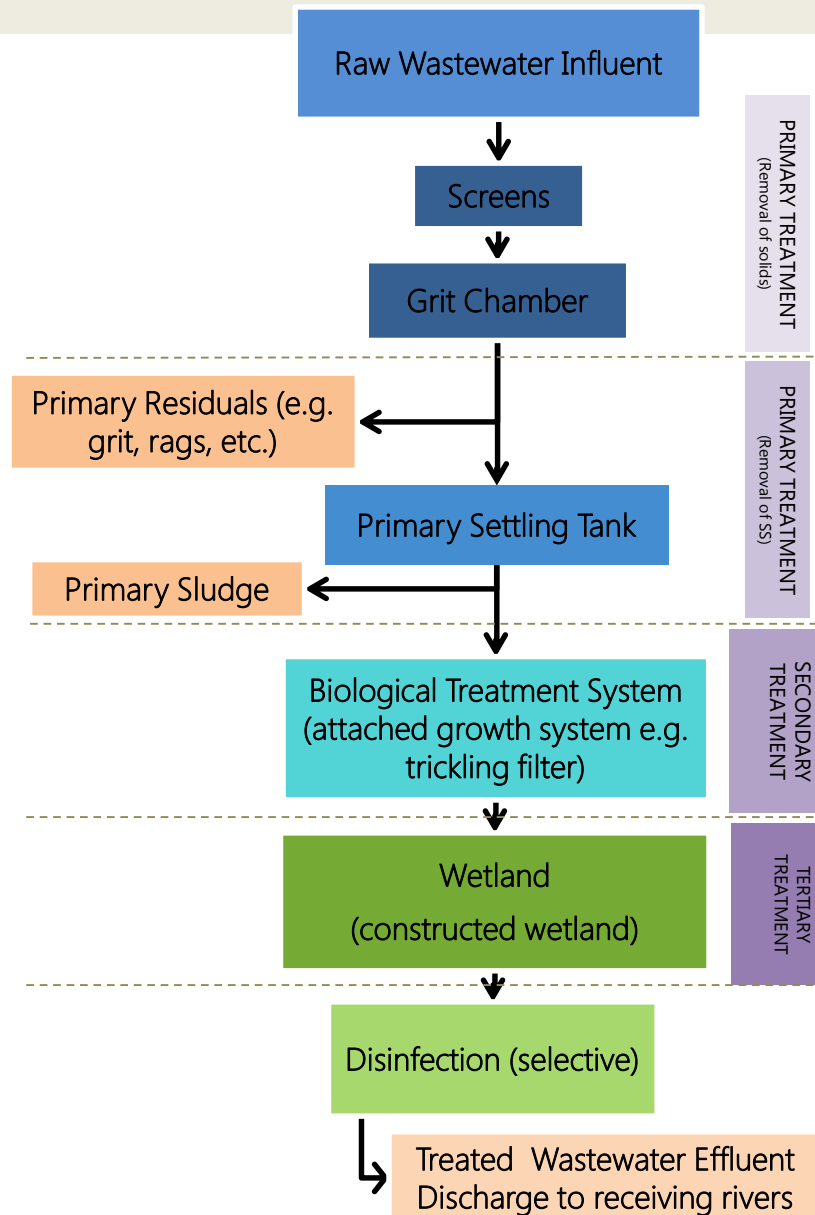 Raw Wastewater Influent
PRIMARY TREATMENT
(Removal of solids)
Screens
Grit Chamber
Primary Residuals (e.g.
grit, rags, etc.)
PRIMARY TREATMENT
(Removal of SS)
Primary Settling Tank
Primary Sludge
Biological Treatment System
(attached growth system e.g.
trickling filter)
SECONDARY
TREATMENT
Wetland
(constructed wetland)
TERTIARY
TREATMENT
Disinfection (selective)
Treated Wastewater Effluent
Discharge to receiving rivers